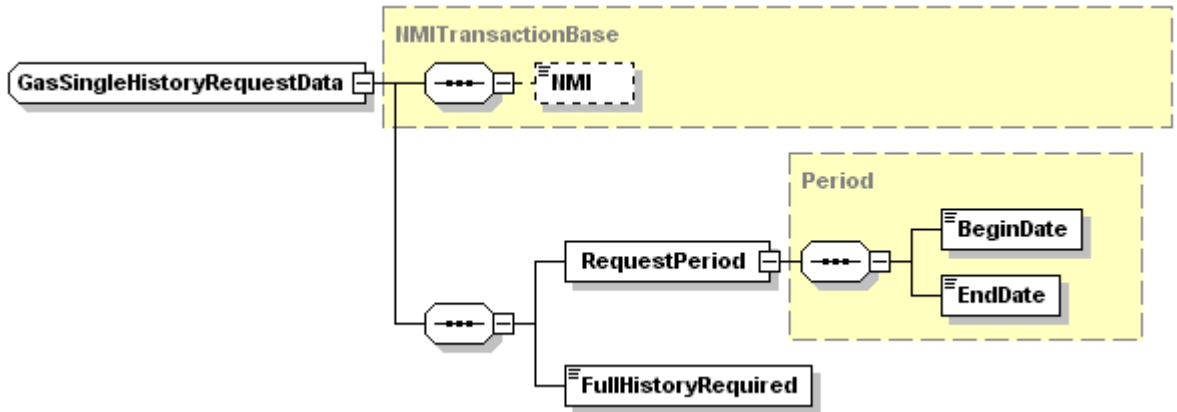 NMITransactionBase
GasSingleHistoryRequestData
NMI
Period
BeginDate
RequestPeriod
EndDate
FullHistoryRequired